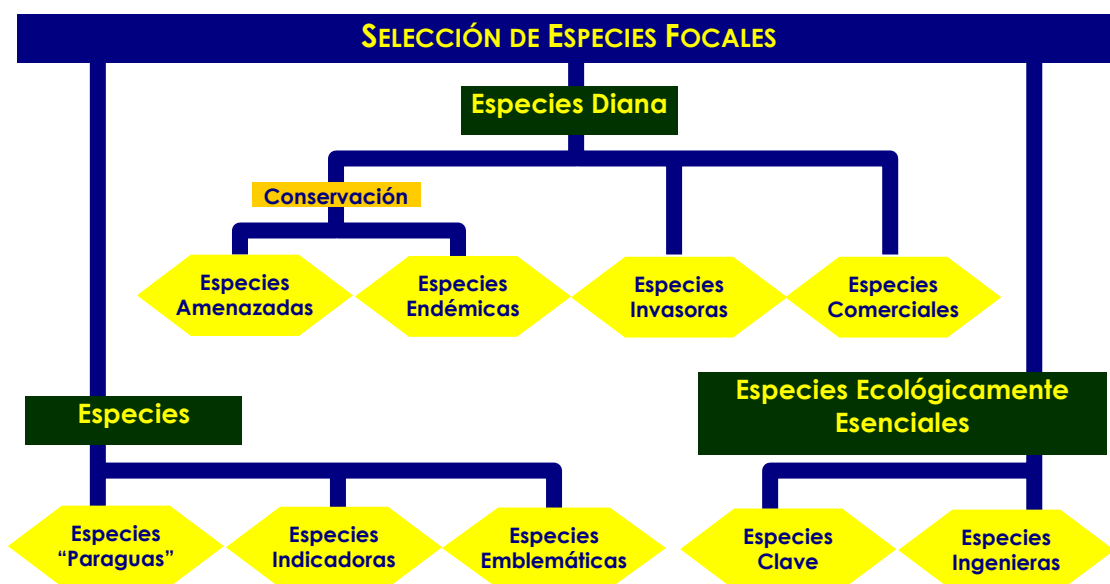 SELECCIÓN DE ESPECIES FOCALES
Especies Diana
Conservación
Especies
Amenazadas
Especies
Endémicas
Especies
Invasoras
Especies
Comerciales
Especies
Especies Ecológicamente
Esenciales
Especies
“Paraguas”
Especies
Indicadoras
Especies
Emblemáticas
Especies
Clave
Especies
Ingenieras